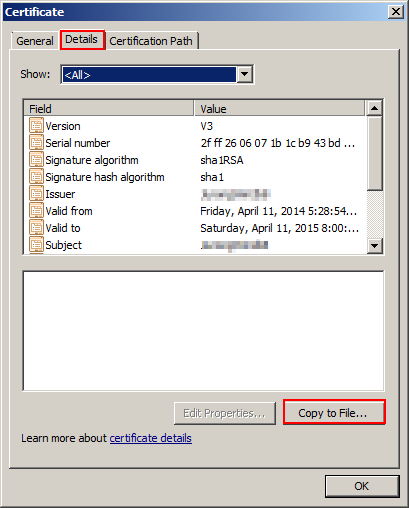 Certificate
General Details Certification Path
Show: <All>
Field Value
Version V3
Serial number 2f ff 26 06 07 1b 1c b9 43 bd ...
Signature algorithm sha1RSA
Signature hash algorithm sha1
Issuer
Valid from Friday, April 11, 2014 5:28:54...
Valid to Saturday, April 11, 2015 8:00:...
Subject
Edit Properties... Copy to File...
Learn more about certificate details
OK